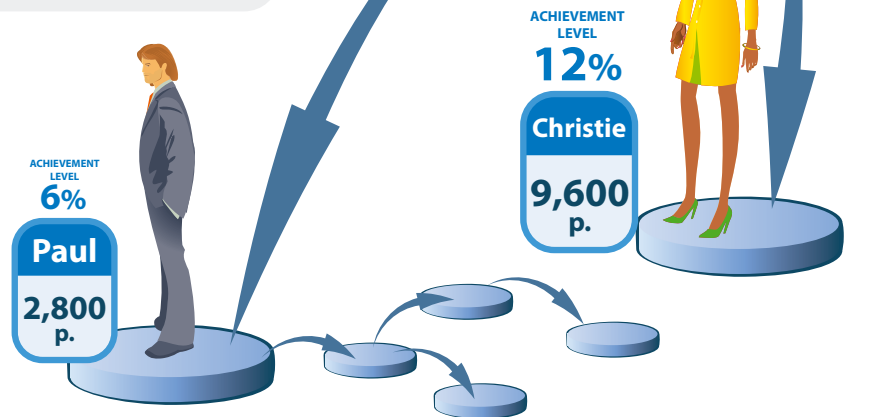 ACHIEVEMENT
LEVEL
12%
Christie
9,600
p.
ACHIEVEMENT
LEVEL
6%
Paul
2,800
p.